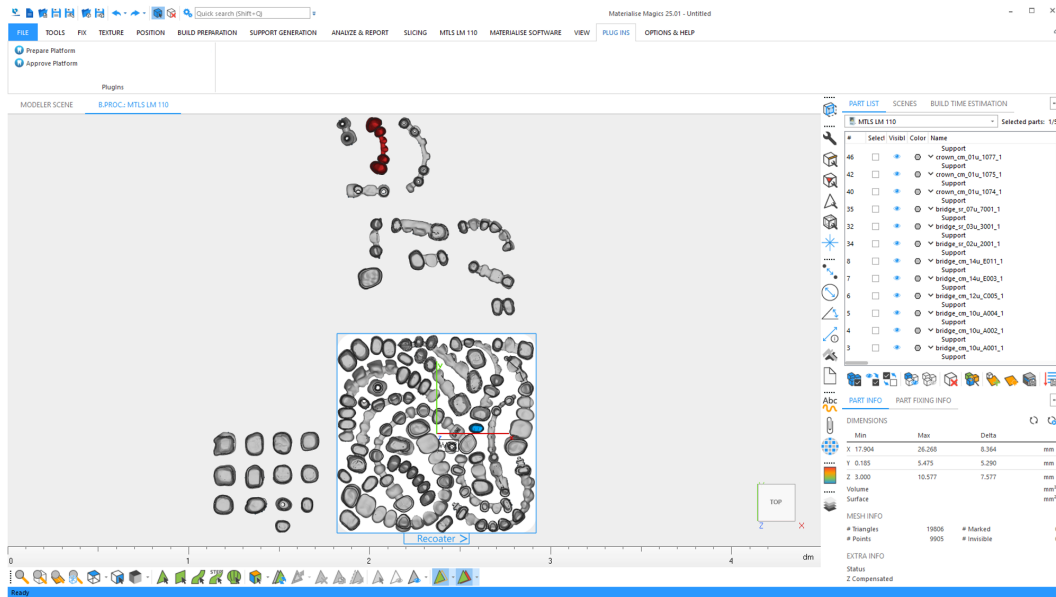 Quick search (Shift+Q)
Materialise Magics 25.01 - Untitled
FILE TOOLS FIX TEXTURE POSITION BUILD PREPARATION SUPPORT GENERATION ANALYZE & REPORT SLICING MTLS LM 110 MATERIALISE SOFTWARE VIEW PLUG INS OPTIONS & HELP
Prepare Platform
Approve Platform
Plugins
MODELER SCENE B.PROC.: MTLS LM 110
PART LIST SCENES BUILD TIME ESTIMATION
MTLS LM 110 Selected parts: 1/5
# Select Visibl Color Name
Support
46 crown_cm_01u_1077_1
Support
42 crown_cm_01u_1075_1
Support
40 crown_cm_01u_1074_1
Support
35 bridge_sr_07u_7001_1
Support
32 bridge_sr_03u_3001_1
Support
34 bridge_sr_02u_2001_1
Support
8 bridge_cm_14u_E011_1
Support
7 bridge_cm_14u_E003_1
Support
6 bridge_cm_12u_C005_1
Support
5 bridge_cm_10u_A004_1
Support
4 bridge_cm_10u_A002_1
Support
3 bridge_cm_10u_A001_1
Support
Abc
PART INFO PART FIXING INFO
DIMENSIONS
Min Max Delta
X 17.904 26.268 8.364 mm
Y 0.185 5.475 5.290 mm
Z 3.000 10.577 7.577 mm
Volume mm³
Surface mm²
MESH INFO
# Triangles 19806 # Marked
# Points 9905 # Invisible
EXTRA INFO
Status
Z Compensated
TOP
Z X
Recoater >
0 1 2 3 4 dm
STEP
Ready